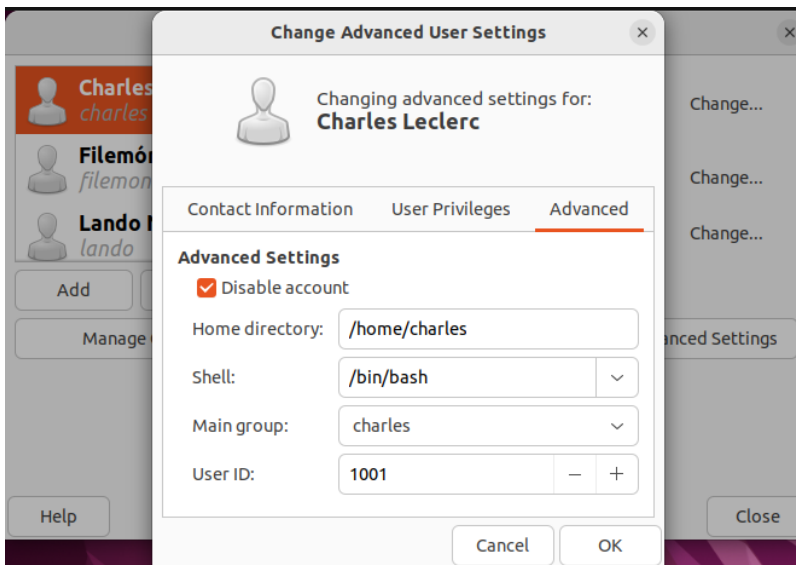 Change Advanced User Settings
Changing advanced settings for:
Charles Leclerc
Charles
charles
Change...
Filemó
filemon
Change...
Lando
lando
Change...
Contact Information User Privileges Advanced
Advanced Settings
Disable account
Add
Home directory: /home/charles
Manage
Settings
Shell: /bin/bash
Main group: charles
User ID: 1001
Help
Close
Cancel OK